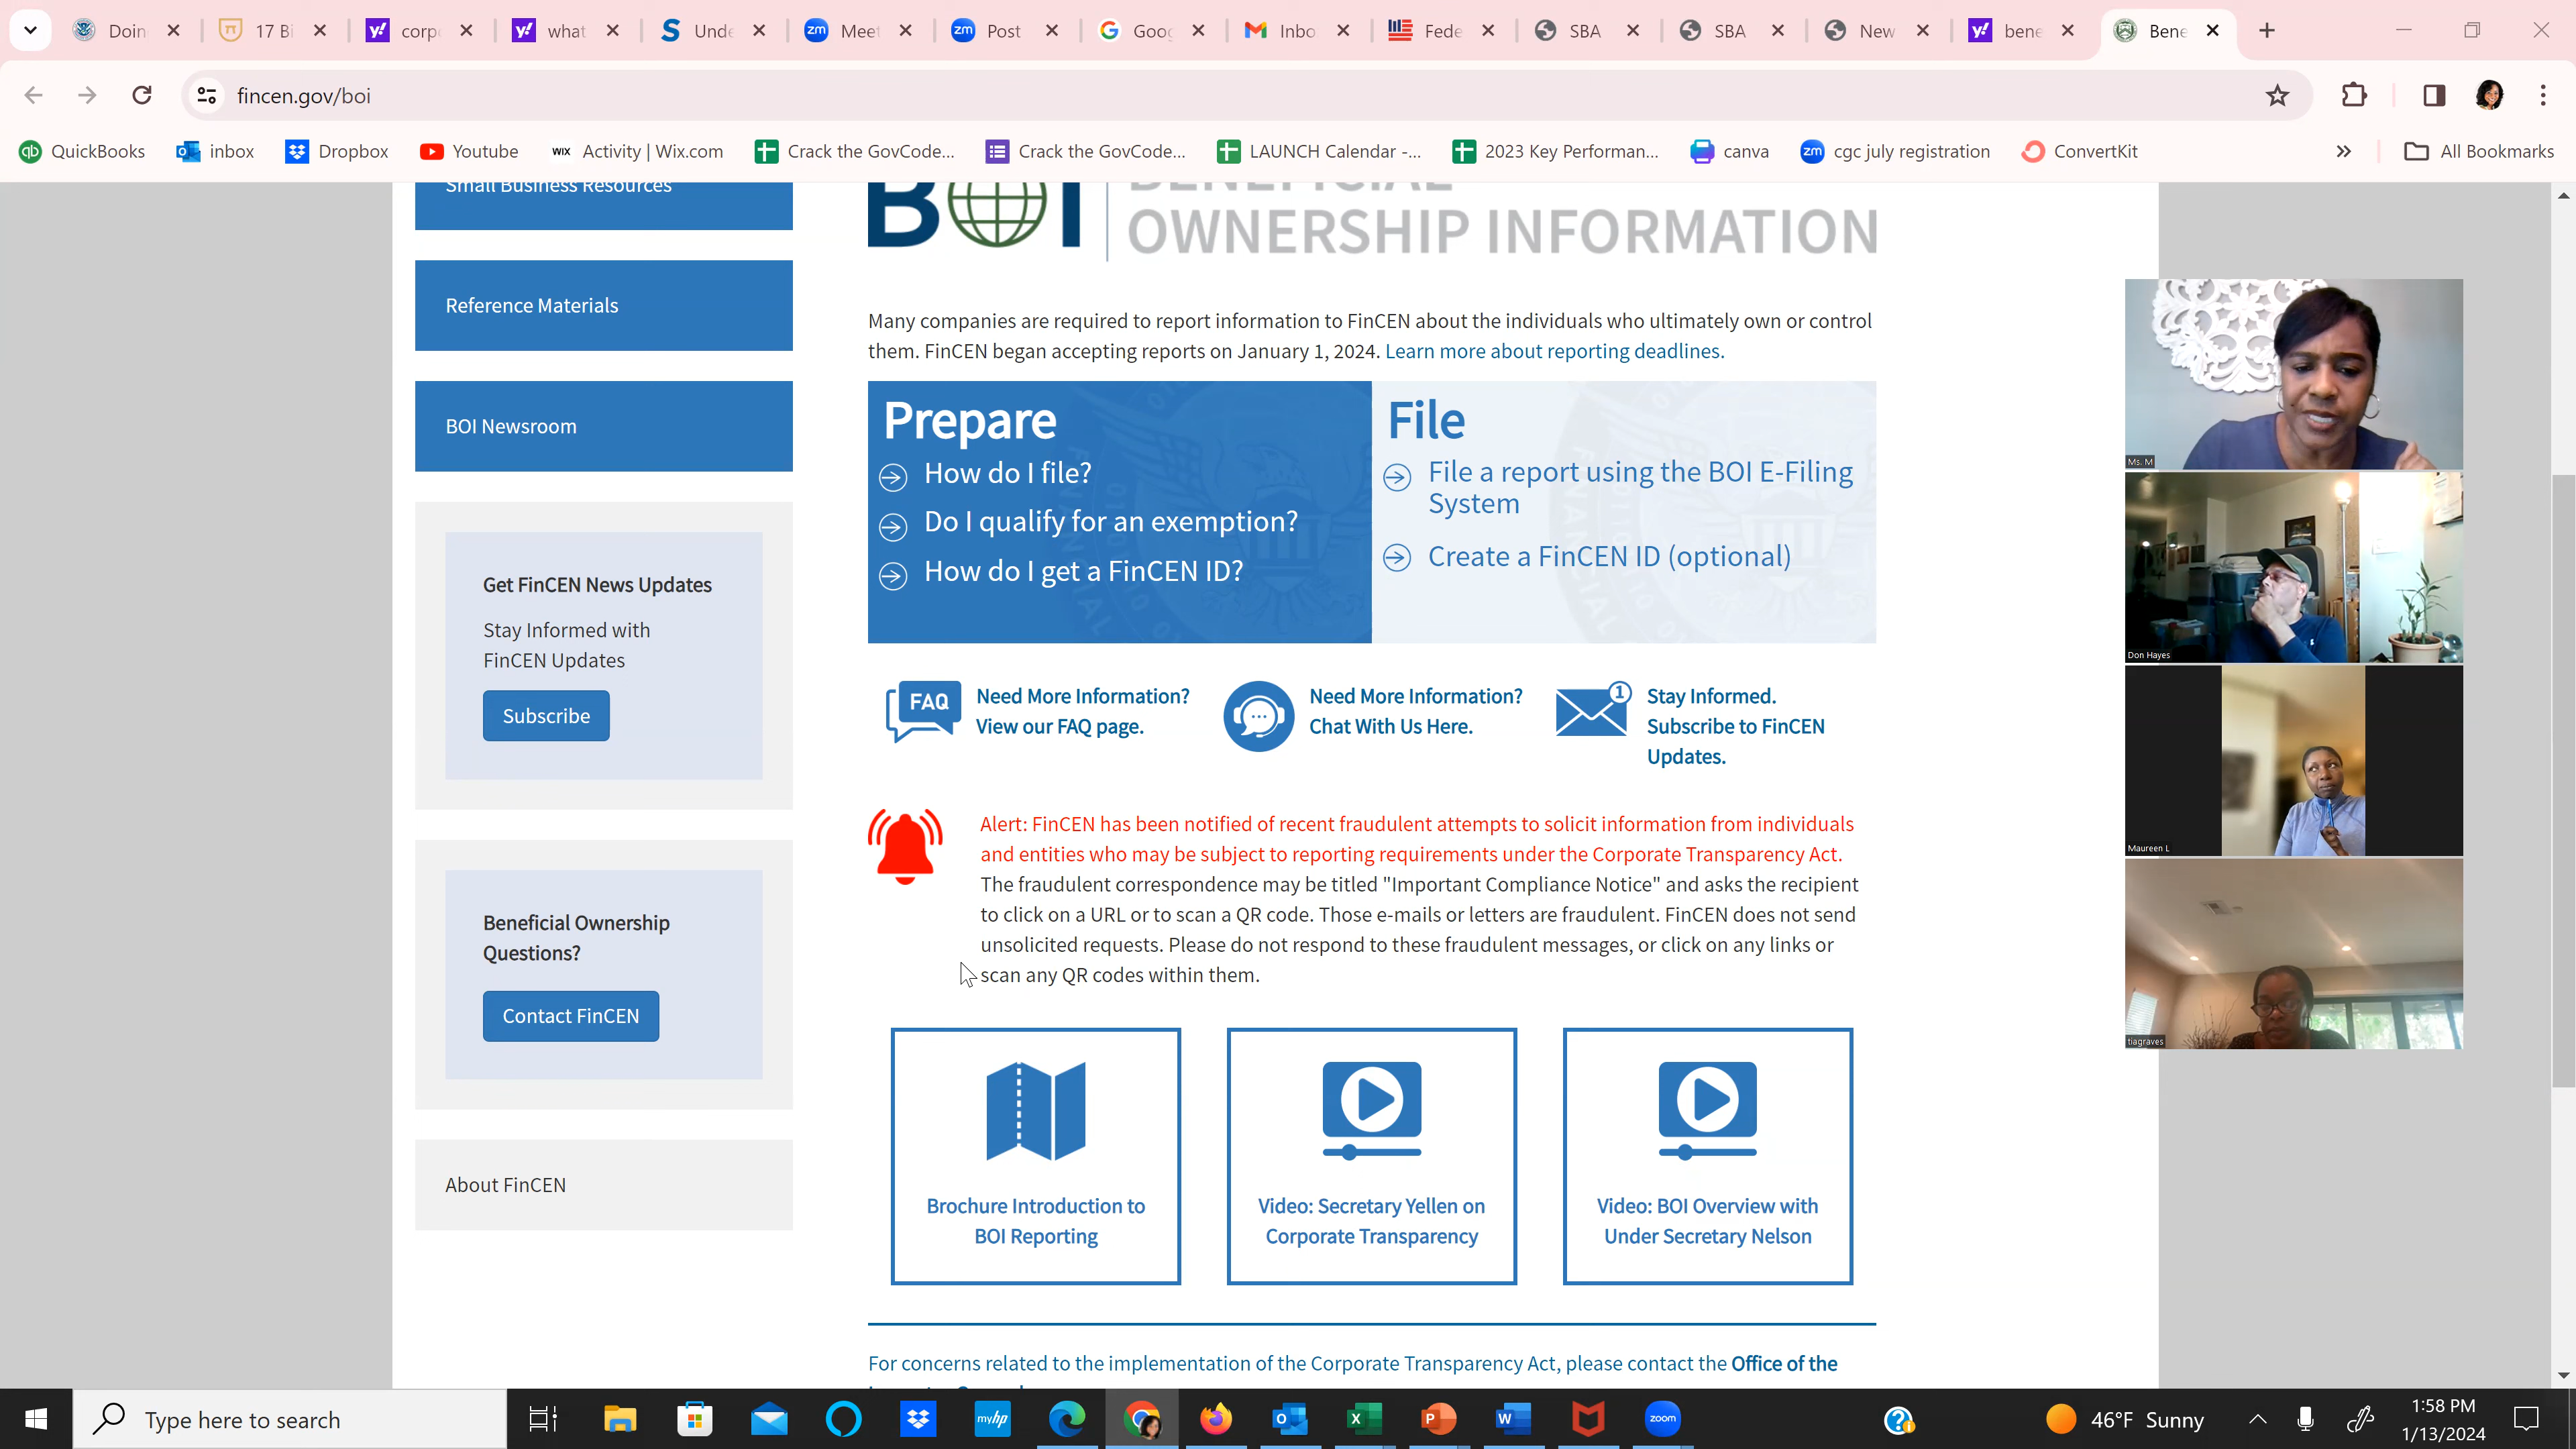 Doin
17 Bi
corp
what
Unde
Meet
Post
Goog
Inbo
Fede
SBA
SBA
New
bene
Bene
fincen.gov/boi
QuickBooks
inbox
Dropbox
Youtube
WIX Activity | Wix.com
Crack the GovCode...
Crack the GovCode...
LAUNCH Calendar -...
2023 Key Performan...
canva
zm cgc july registration
ConvertKit
All Bookmarks
Small Business Resources
Reference Materials
BOI Newsroom
Get FinCEN News Updates
Stay Informed with
FinCEN Updates
Subscribe
Beneficial Ownership
Questions?
Contact FinCEN
About FinCEN
BOI
BENEFICIAL
OWNERSHIP INFORMATION
Many companies are required to report information to FinCEN about the individuals who ultimately own or control
them. FinCEN began accepting reports on January 1, 2024. Learn more about reporting deadlines.
Prepare
How do I file?
Do I qualify for an exemption?
How do I get a FinCEN ID?
File
File a report using the BOI E-Filing
System
Create a FinCEN ID (optional)
FAQ
Need More Information?
View our FAQ page.
Need More Information?
Chat With Us Here.
1
Stay Informed.
Subscribe to FinCEN
Updates.
Alert: FinCEN has been notified of recent fraudulent attempts to solicit information from individuals
and entities who may be subject to reporting requirements under the Corporate Transparency Act.
The fraudulent correspondence may be titled "Important Compliance Notice" and asks the recipient
to click on a URL or to scan a QR code. Those e-mails or letters are fraudulent. FinCEN does not send
unsolicited requests. Please do not respond to these fraudulent messages, or click on any links or
scan any QR codes within them.
Brochure Introduction to
BOI Reporting
Video: Secretary Yellen on
Corporate Transparency
Video: BOI Overview with
Under Secretary Nelson
For concerns related to the implementation of the Corporate Transparency Act, please contact the Office of the
Ms. M
Don Hayes
Maureen L
tiagraves
Type here to search
myhp
zoom
46°F Sunny
1:58 PM
1/13/2024